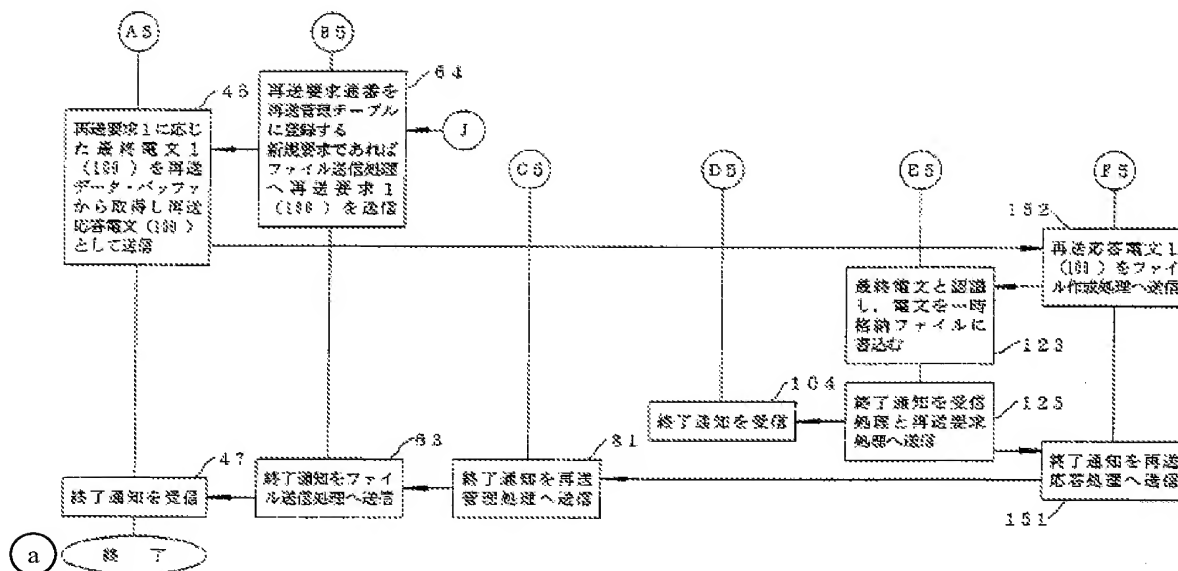 A5
B5
64
再送要求通番を
再送管理テーブル
に登録する
新規要求であれば
ファイル送信処理
へ再送要求1
(100)を送信
J
46
再送要求1に応じ
た最終電文1
(100)を再送
データ・バッファ
から取得し再送
応答電文(100)
として送信
C5
D5
E5
F5
152
再送応答電文1
(100)をファイ
ル作成処理へ送信
最終電文と認識
し、電文を一時
格納ファイルに
書込む
123
104
終了通知を受信
終了通知を受信
処理と再送要求
処理へ送信
125
47
終了通知を受信
63
終了通知をファイ
ル送信処理へ送信
81
終了通知を再送
管理処理へ送信
終了通知を再送
応答処理へ送信
151
a
終了